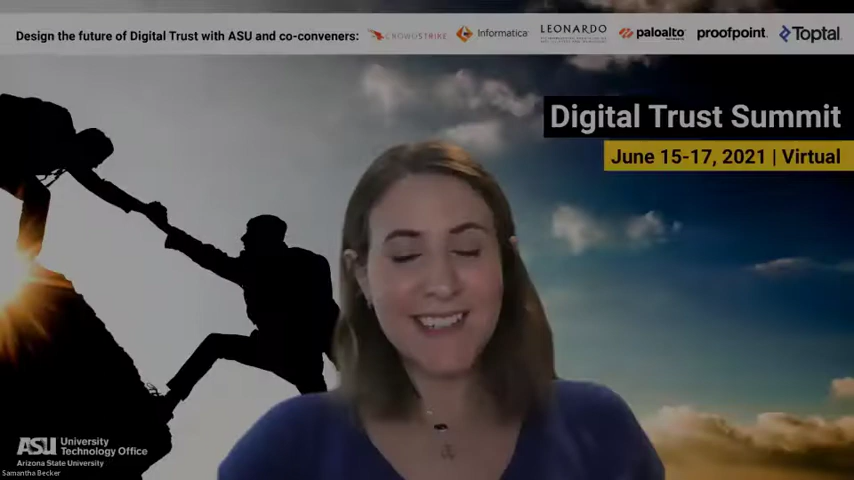 Design the future of Digital Trust with ASU and co-conveners: CROWDSTRIKE Informatica LEONARDO paloalto proofpoint. Toptal
Digital Trust Summit
June 15-17, 2021 | Virtual
ASU University
Technology Office
Arizona State University
Samantha Becker